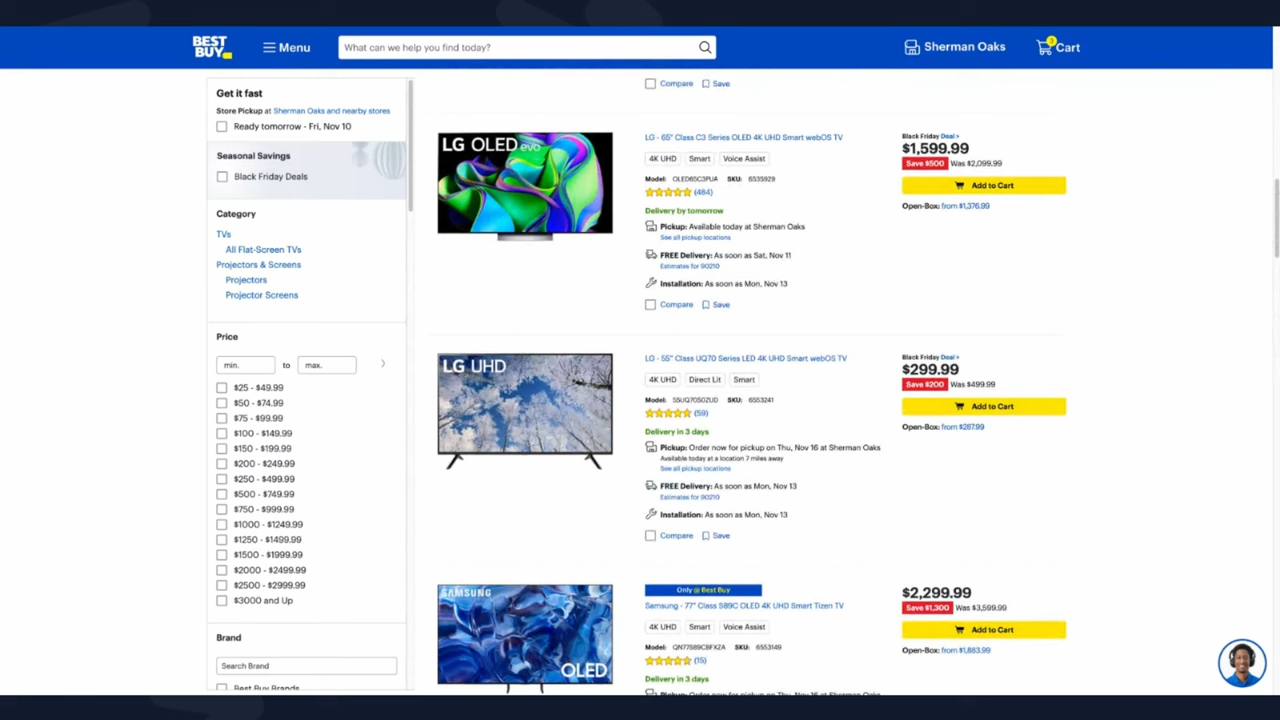 BEST BUY
Menu
What can we help you find today?
Sherman Oaks
Cart
Get it fast
Store Pickup at Sherman Oaks and nearby stores
Ready tomorrow - Fri, Nov 10
Seasonal Savings
Black Friday Deals
Category
TVs
All Flat-Screen TVs
Projectors & Screens
Projectors
Projector Screens
Price
min. to max.
$25 - $49.99
$50 - $74.99
$75 - $99.99
$100 - $149.99
$150 - $199.99
$200 - $249.99
$250 - $499.99
$500 - $749.99
$750 - $999.99
$1000 - $1249.99
$1250 - $1499.99
$1500 - $1999.99
$2000 - $2499.99
$2500 - $2999.99
$3000 and Up
Brand
Search Brand
Best Buy Brands
Compare Save
LG OLED evo
LG - 65" Class C3 Series OLED 4K UHD Smart webOS TV
4K UHD Smart Voice Assist
Model: OLED65C3PUA SKU: 6535929
(484)
Delivery by tomorrow
Pickup: Available today at Sherman Oaks
See all pickup locations
FREE Delivery: As soon as Sat, Nov 11
Estimates for 90210
Installation: As soon as Mon, Nov 13
Compare Save
Black Friday Deal >
$1,599.99
Save $500 Was $2,099.99
Add to Cart
Open-Box: from $1,376.99
LG UHD
LG - 55" Class UQ70 Series LED 4K UHD Smart webOS TV
4K UHD Direct Lit Smart
Model: 55UQ7050ZUD SKU: 6553241
(59)
Delivery in 3 days
Pickup: Order now for pickup on Thu, Nov 16 at Sherman Oaks
Available today at a location 7 miles away
See all pickup locations
FREE Delivery: As soon as Mon, Nov 13
Estimates for 90210
Installation: As soon as Mon, Nov 13
Compare Save
Black Friday Deal >
$299.99
Save $200 Was $499.99
Add to Cart
Open-Box: from $287.99
SAMSUNG
OLED
Only @ Best Buy
Samsung - 77" Class S89C OLED 4K UHD Smart Tizen TV
4K UHD Smart Voice Assist
Model: QN77S89CBFXZA SKU: 6553149
(15)
Delivery in 3 days
Pickup: Order now for pickup on Thu, Nov 16 at Sherman Oaks
$2,299.99
Save $1,300 Was $3,599.99
Add to Cart
Open-Box: from $1,883.99